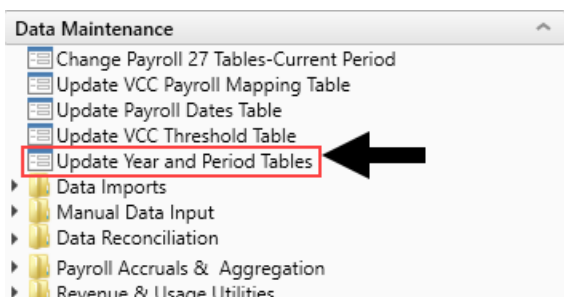 Data Maintenance
Change Payroll 27 Tables-Current Period
Update VCC Payroll Mapping Table
Update Payroll Dates Table
Update VCC Threshold Table
Update Year and Period Tables
Data Imports
Manual Data Input
Data Reconciliation
Payroll Accruals & Aggregation
Revenue & Usage Utilities